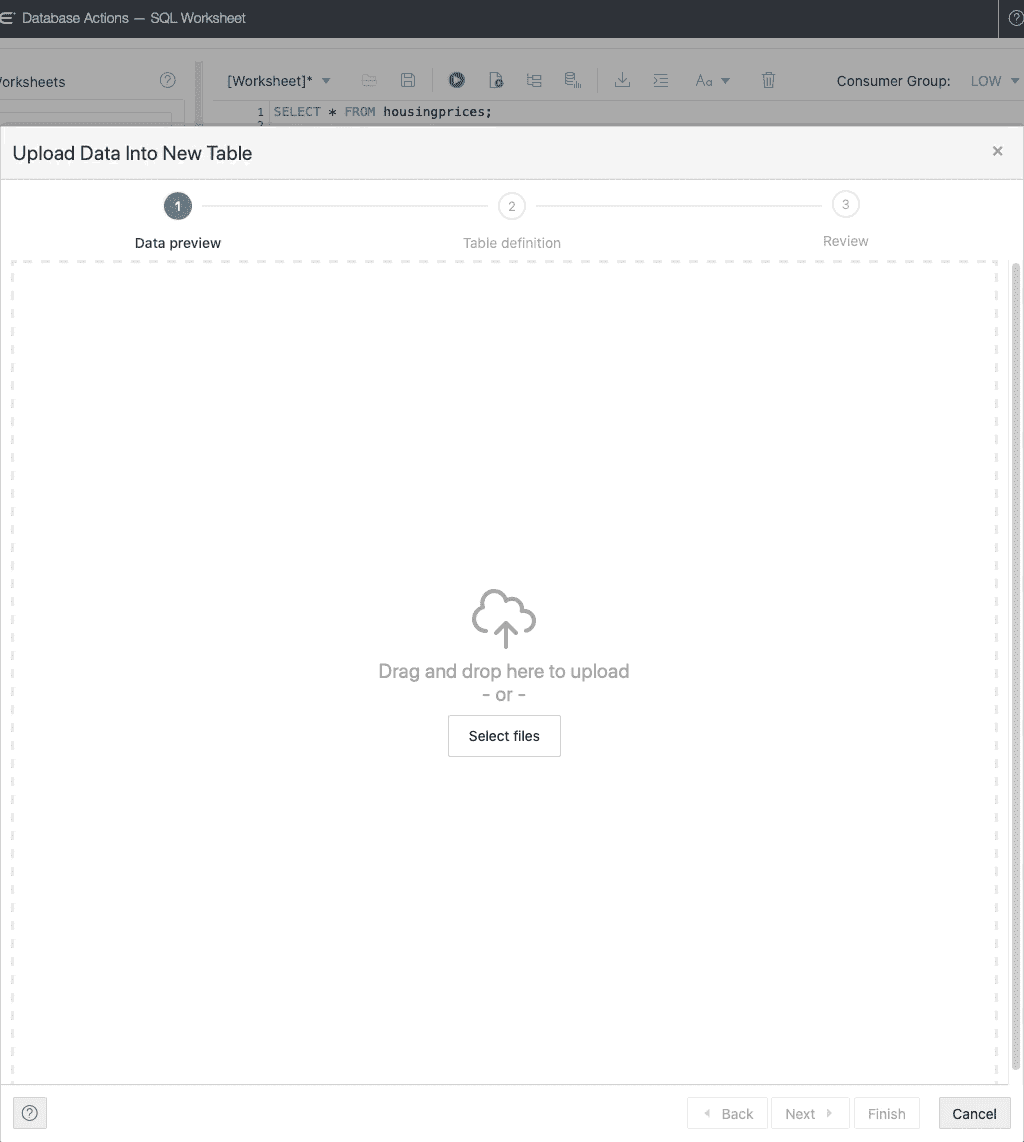 Database Actions — SQL Worksheet
[Worksheet]*
Aa
Consumer Group: LOW
1 SELECT * FROM housingprices;
2
Upload Data Into New Table
1
2
3
Data preview
Table definition
Review
Drag and drop here to upload
- or -
Select files
Back
Next
Finish
Cancel